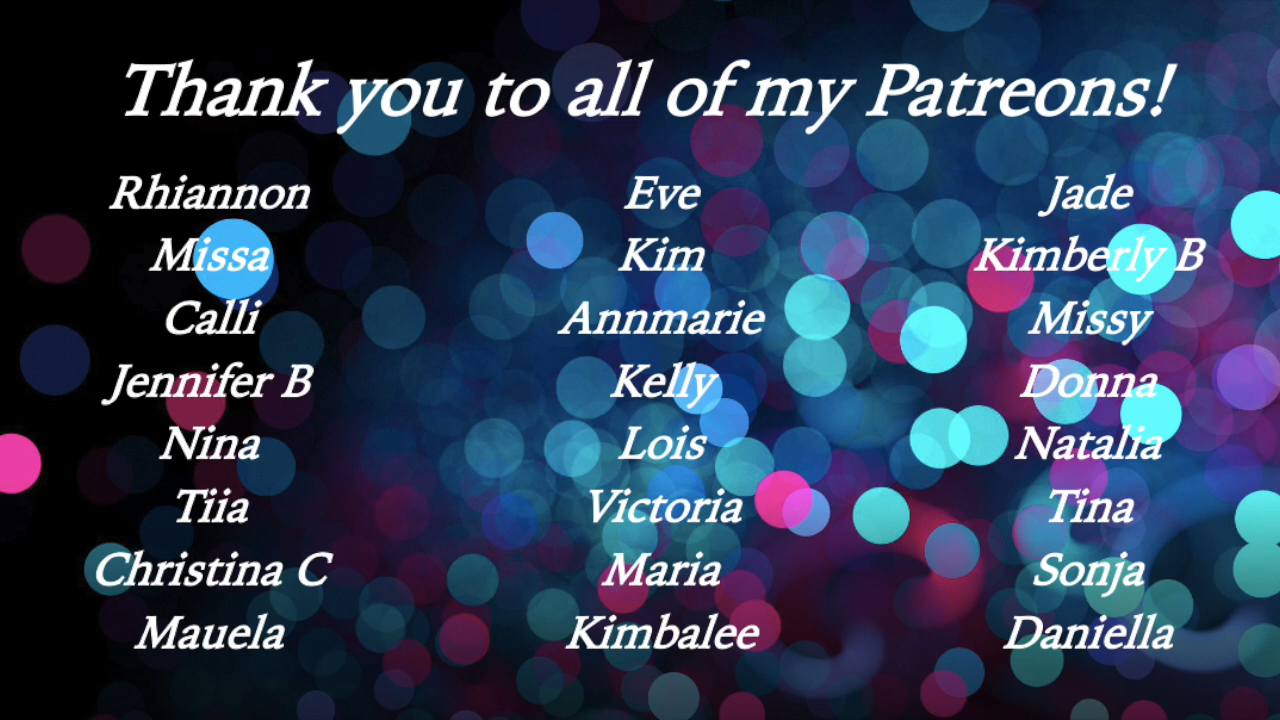 Thank you to all of my Patreons!
Rhiannon
Missa
Calli
Jennifer B
Nina
Tiia
Christina C
Mauela
Eve
Kim
Annmarie
Kelly
Lois
Victoria
Maria
Kimbalee
Jade
Kimberly B
Missy
Donna
Natalia
Tina
Sonja
Daniella